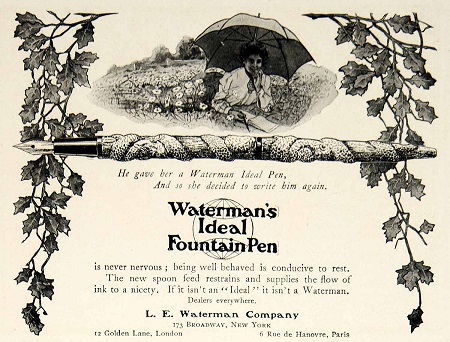 He gave her a Waterman Ideal Pen,
And so she decided to write him again.
Waterman's
Ideal
Fountain Pen
is never nervous; being well behaved is conducive to rest.
The new spoon feed restrains and supplies the flow of
ink to a nicety. If it isn't an "Ideal" it isn't a Waterman.
Dealers everywhere.
L. E. Waterman Company
173 Broadway, New York
12 Golden Lane, London 6 Rue de Hanovre, Paris